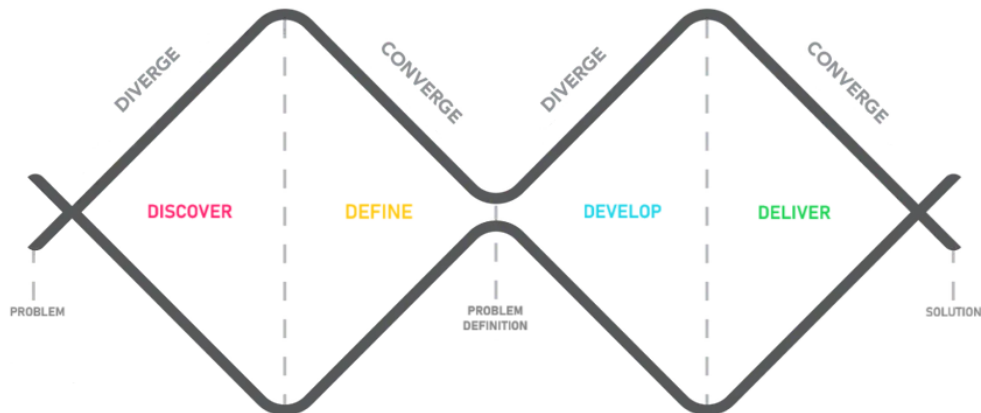 DIVERGE
CONVERGE
DIVERGE
CONVERGE
DISCOVER
DEFINE
DEVELOP
DELIVER
PROBLEM
PROBLEM
DEFINITION
SOLUTION